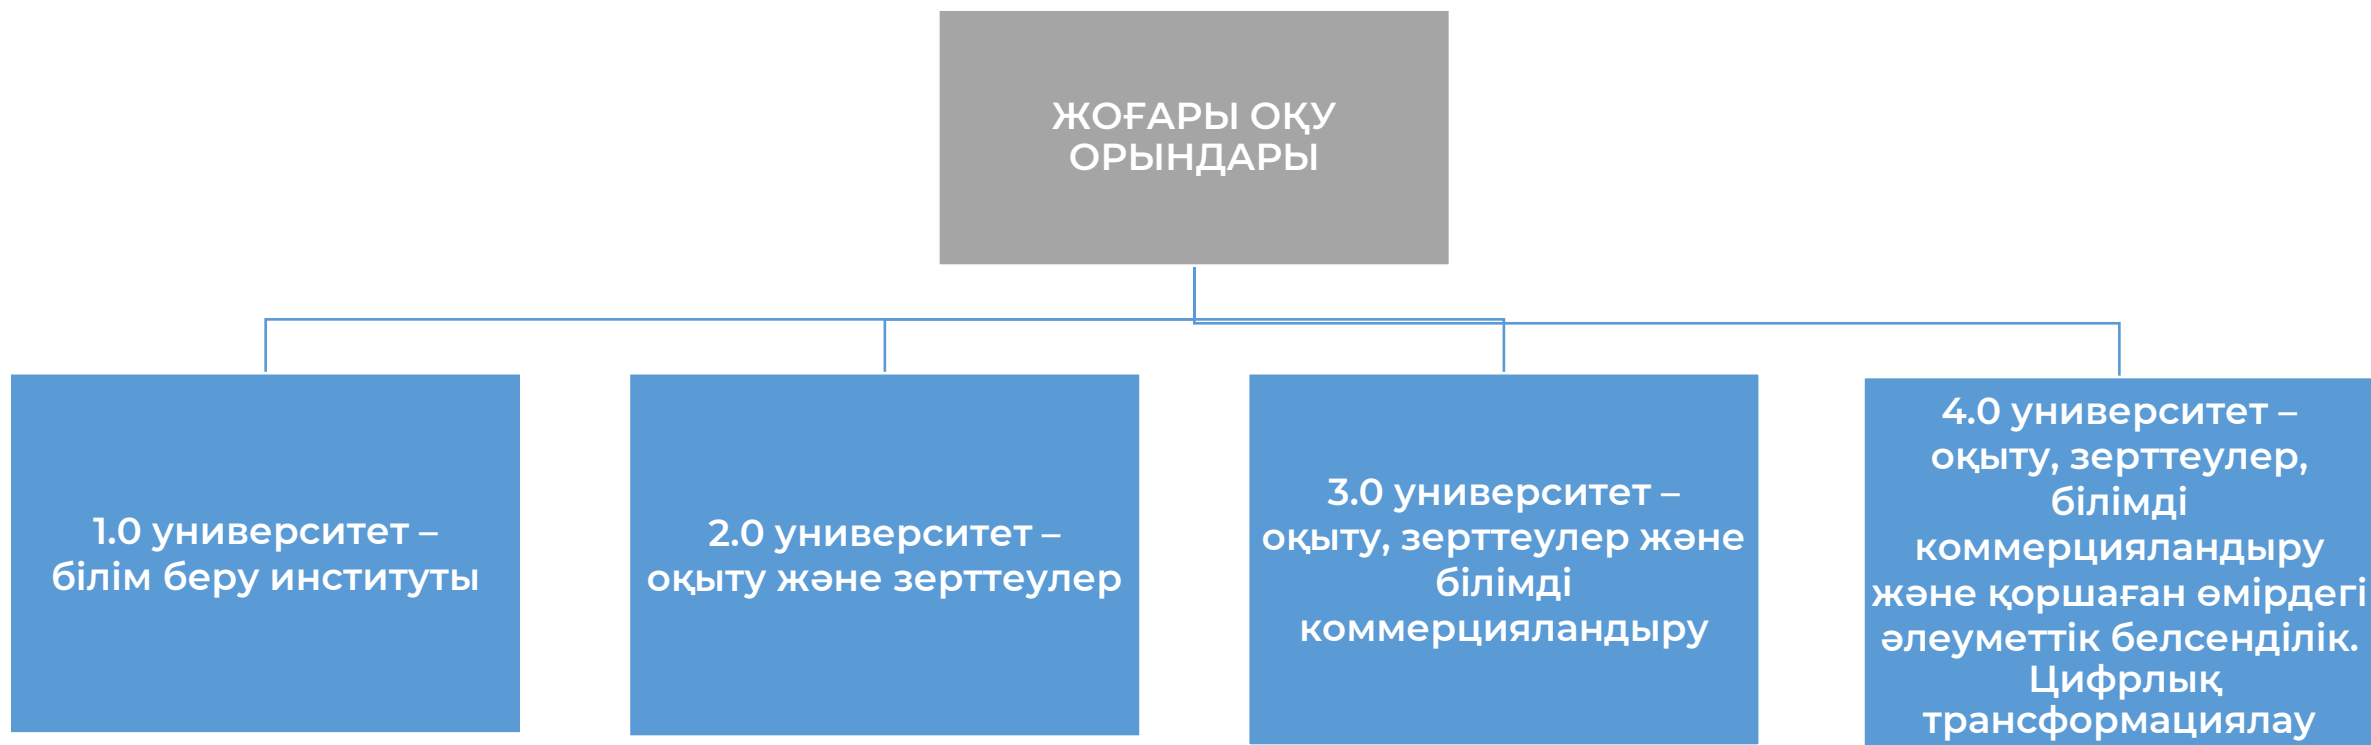 ЖОҒАРЫ ОҚУ
ОРЫНДАРЫ
1.0 университет –
білім беру институты
2.0 университет –
оқыту және зерттеулер
3.0 университет –
оқыту, зерттеулер және
білімді
коммерцияландыру
4.0 университет –
оқыту, зерттеулер,
білімді
коммерцияландыру
және қоршаған өмірдегі
әлеуметтік белсенділік.
Цифрлық
трансформациялау